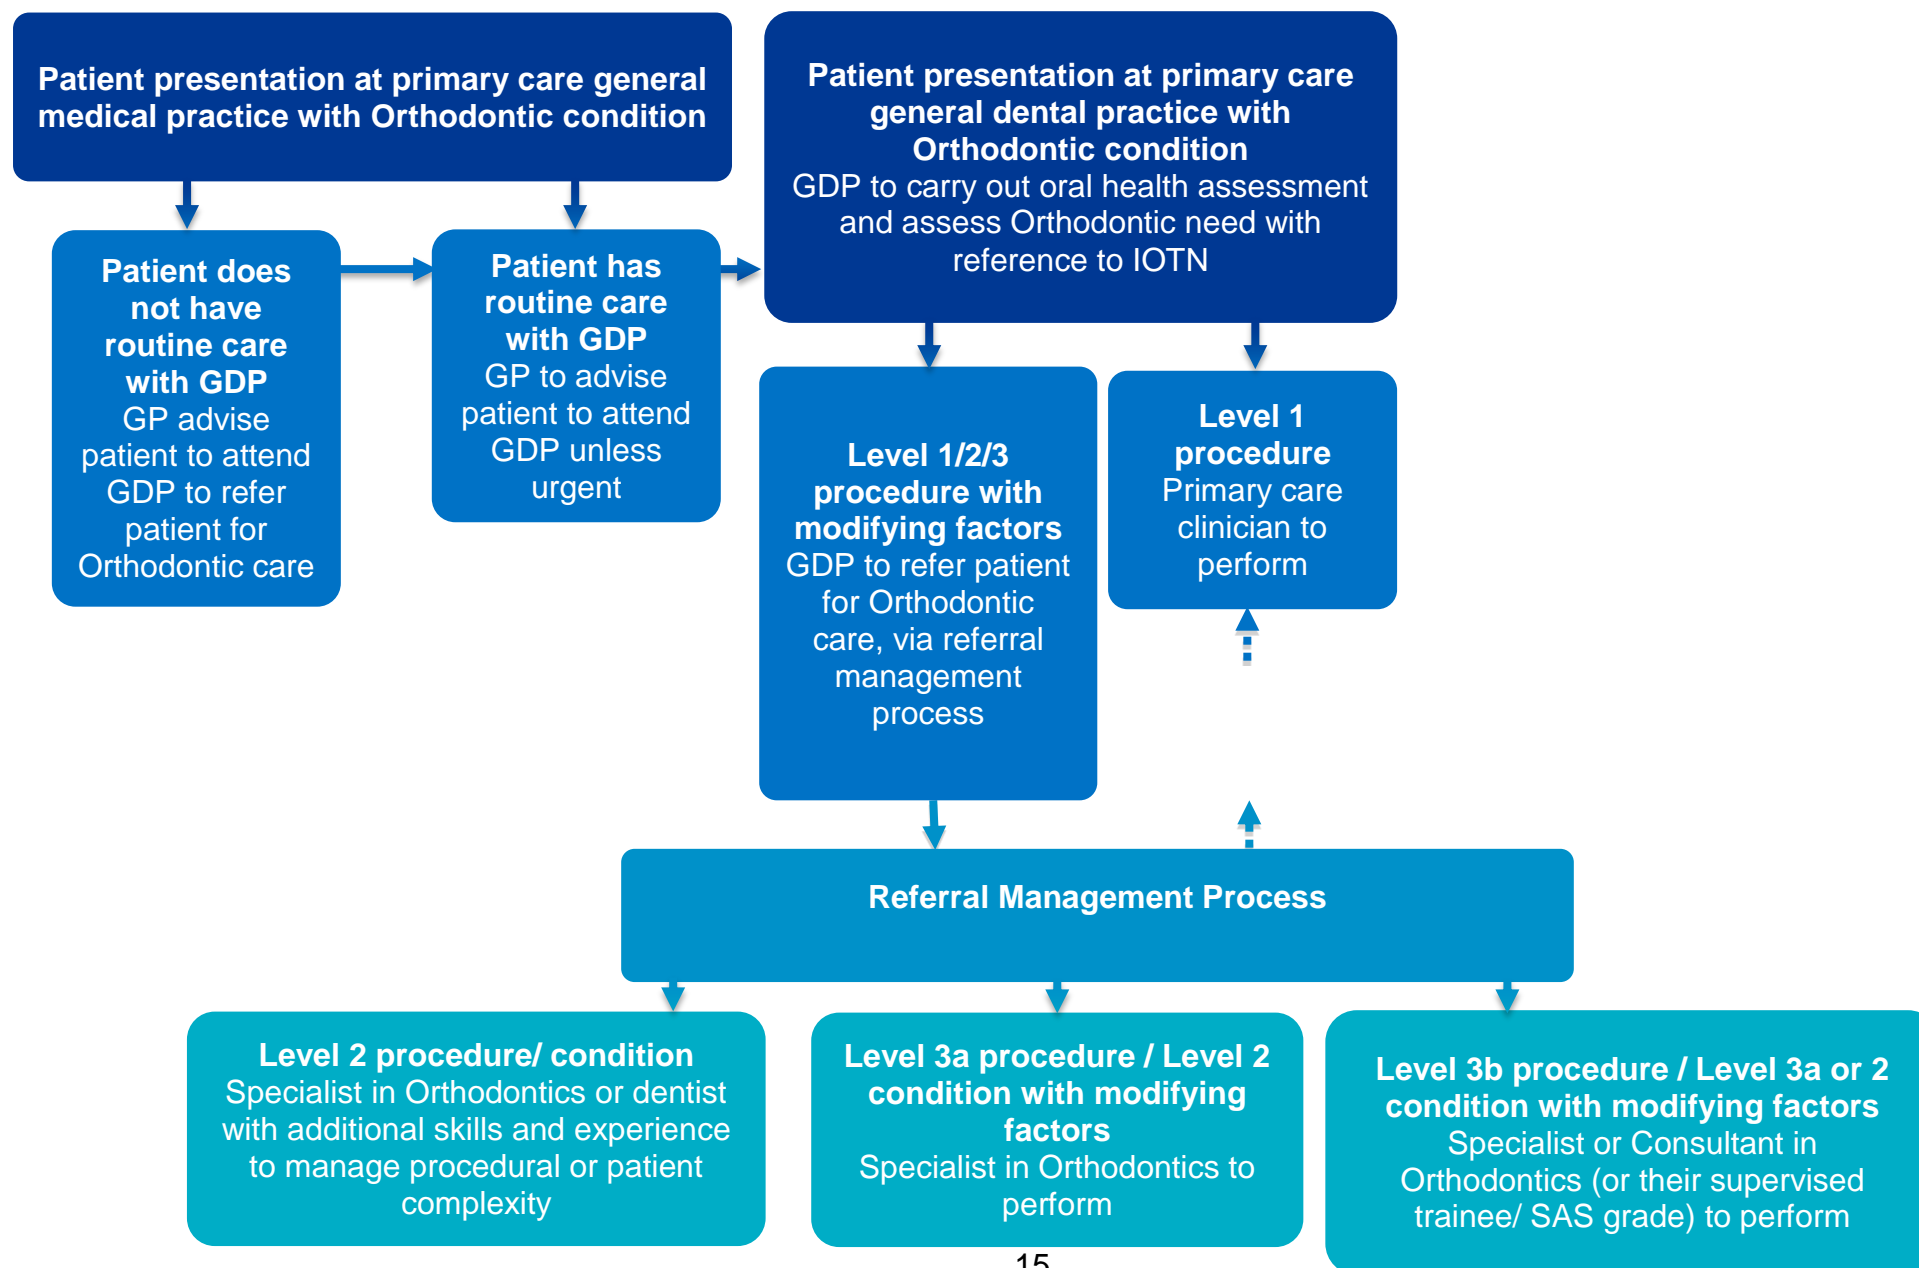 Patient presentation at primary care general
medical practice with Orthodontic condition
Patient presentation at primary care
general dental practice with
Orthodontic condition
GDP to carry out oral health assessment
and assess Orthodontic need with
reference to IOTN
Patient does
not have
routine care
with GDP
GP advise
patient to attend
GDP to refer
patient for
Orthodontic care
Patient has
routine care
with GDP
GP to advise
patient to attend
GDP unless
urgent
Level 1/2/3
procedure with
modifying factors
GDP to refer patient
for Orthodontic
care, via referral
management
process
Level 1
procedure
Primary care
clinician to
perform
Referral Management Process
Level 2 procedure/ condition
Specialist in Orthodontics or dentist
with additional skills and experience
to manage procedural or patient
complexity
Level 3a procedure / Level 2
condition with modifying
factors
Specialist in Orthodontics to
perform
Level 3b procedure / Level 3a or 2
condition with modifying factors
Specialist or Consultant in
Orthodontics (or their supervised
trainee/ SAS grade) to perform
15